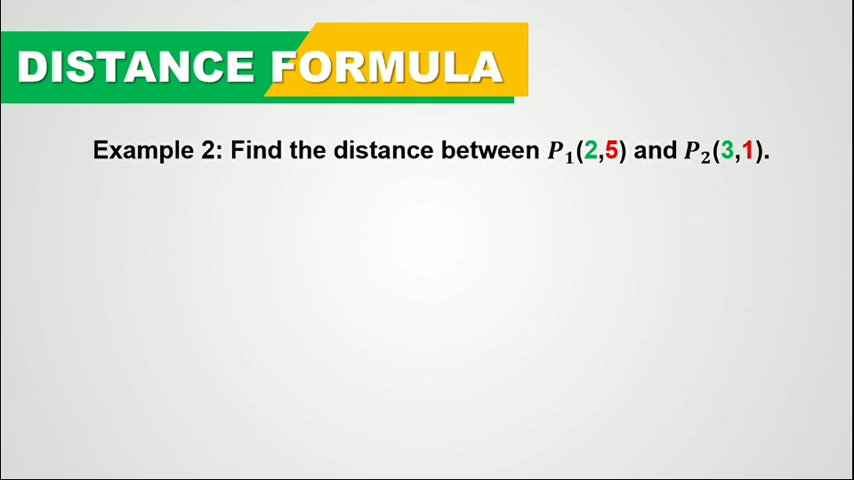 DISTANCE FORMULA
Example 2: Find the distance between 𝑷₁(2,5) and 𝑷₂(3,1).